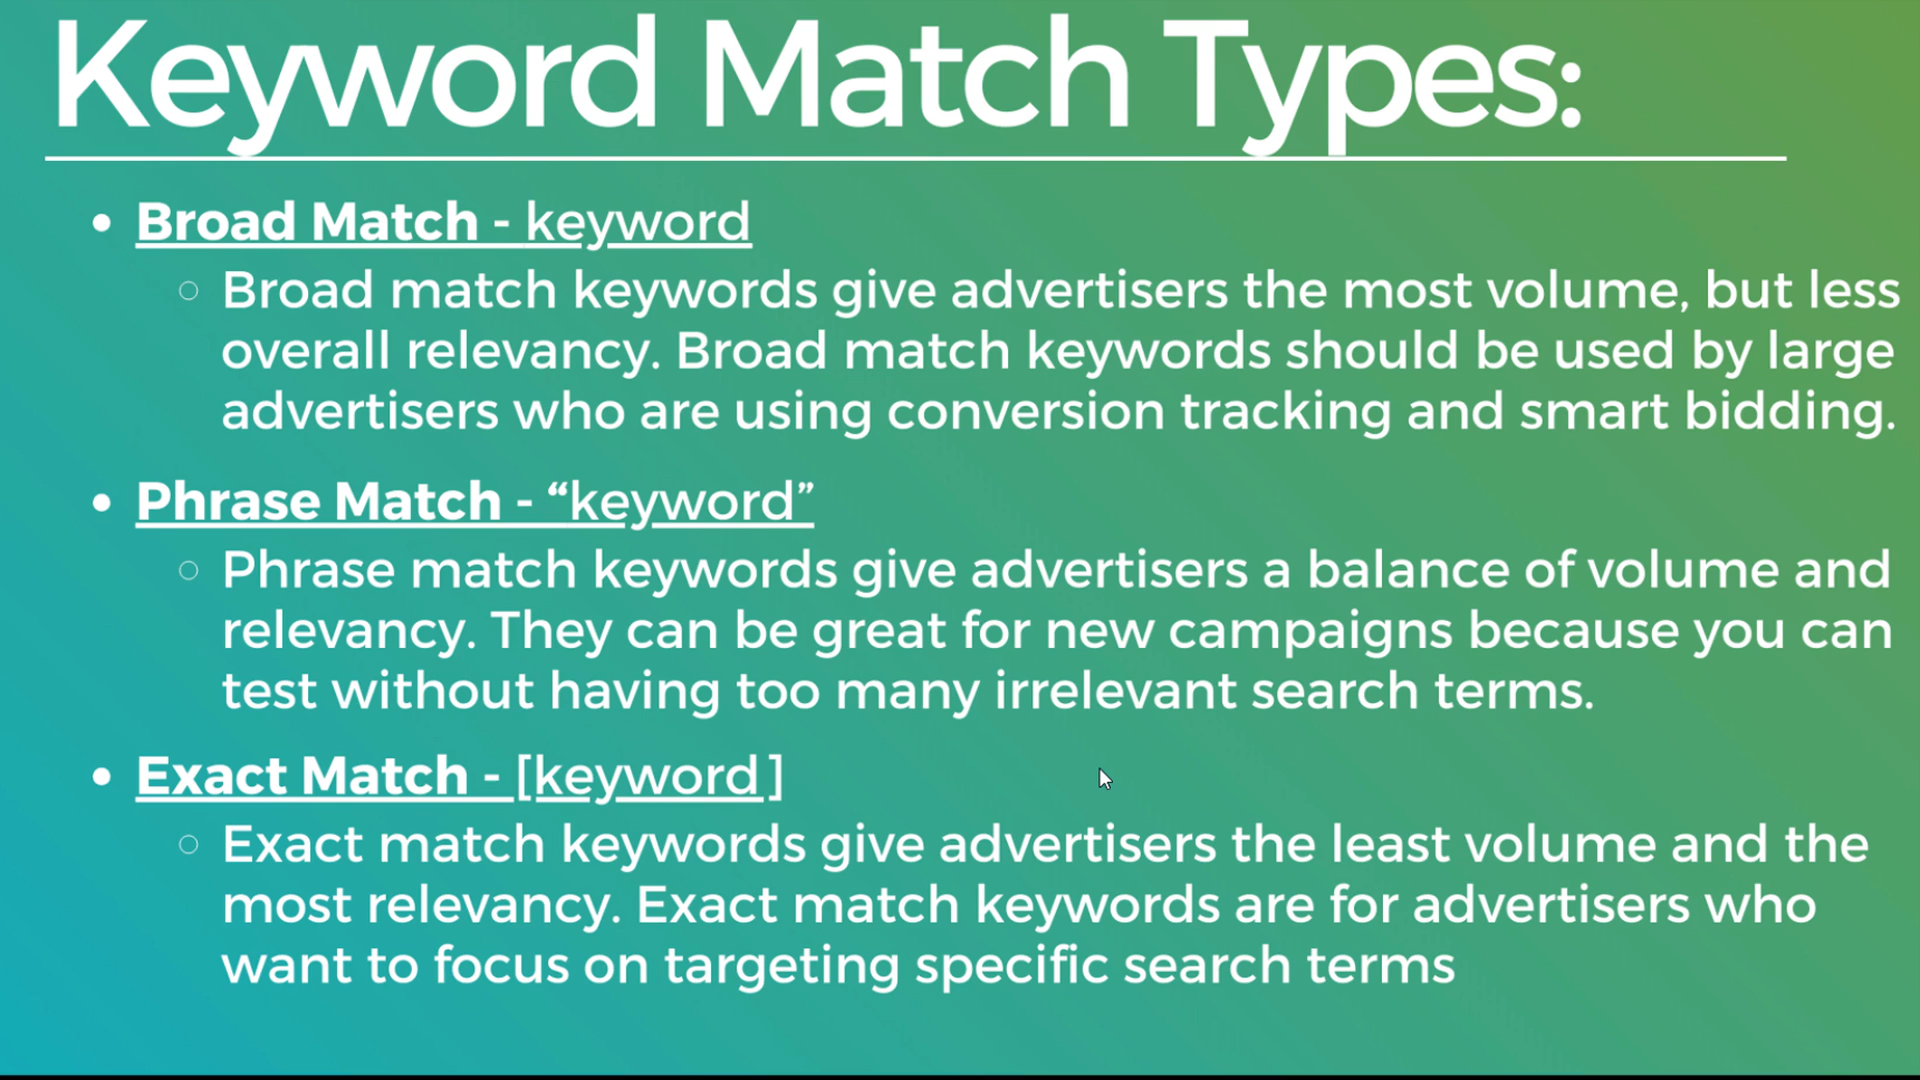 Keyword Match Types:
• Broad Match - keyword
○ Broad match keywords give advertisers the most volume, but less
overall relevancy. Broad match keywords should be used by large
advertisers who are using conversion tracking and smart bidding.
• Phrase Match - “keyword”
○ Phrase match keywords give advertisers a balance of volume and
relevancy. They can be great for new campaigns because you can
test without having too many irrelevant search terms.
• Exact Match - [keyword]
○ Exact match keywords give advertisers the least volume and the
most relevancy. Exact match keywords are for advertisers who
want to focus on targeting specific search terms